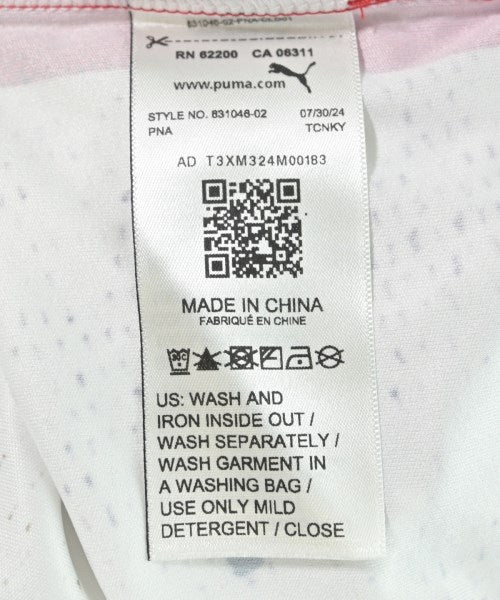 RN 62200 CA 06311
www.puma.com
STYLE NO. 831046-02 07/30/24
PNA TCNKY
AD T3XM324M00183
MADE IN CHINA
FABRIQUÉ EN CHINE
US: WASH AND
IRON INSIDE OUT /
WASH SEPARATELY /
WASH GARMENT IN
A WASHING BAG /
USE ONLY MILD
DETERGENT / CLOSE